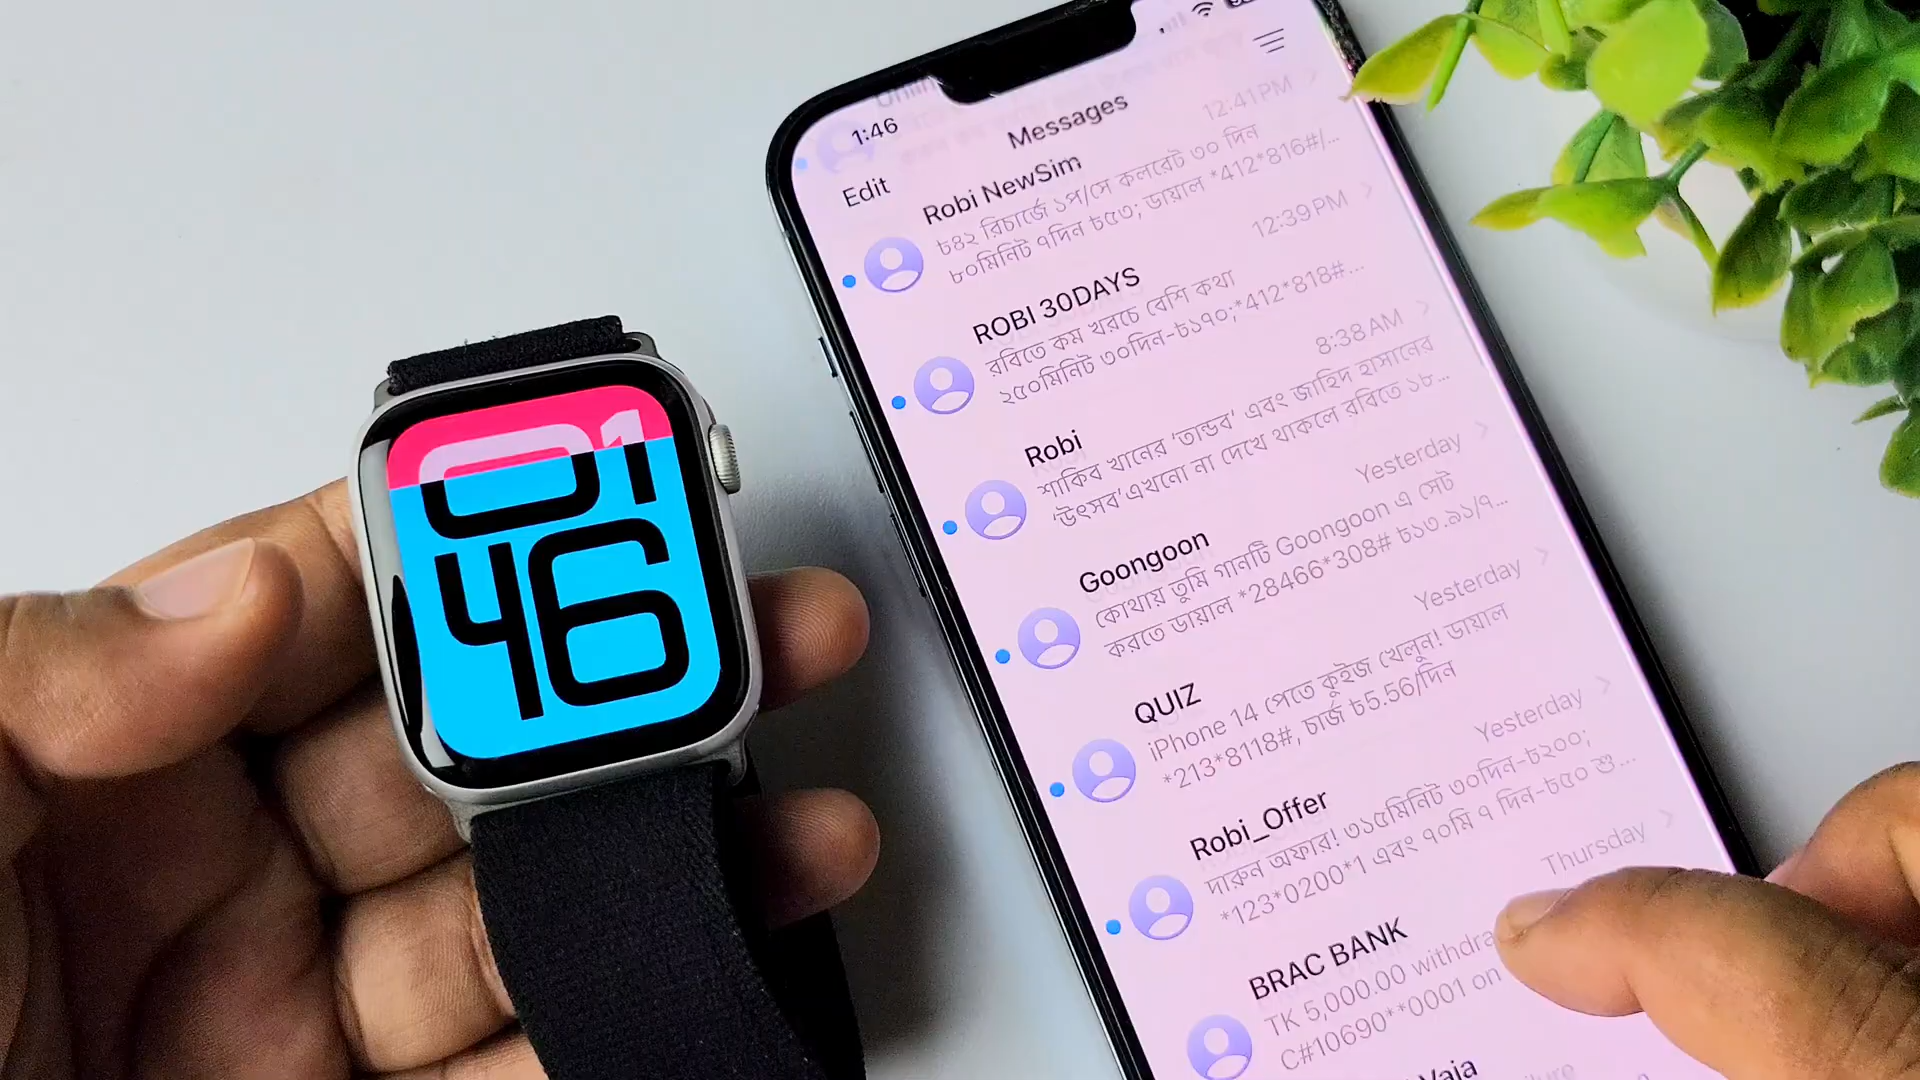 01
46
1:46
Messages
Edit
12:41 PM
Robi NewSim
৳৪২ রিচার্জে ১প/সে কলরেট ৩০ দিন
৮০মিনিট ৭দিন ৳৫৩; ডায়াল *412*816#/...
12:39 PM
ROBI 30DAYS
রবিতে কম খরচে বেশি কথা
২৫০মিনিট ৩০দিন-৳১৭০;*412*818#...
8:38 AM
Robi
শাকিব খানের 'তান্ডব' এবং জাহিদ হাসানের
'উৎসব' এখনো না দেখে থাকলে রবিতে ১৮...
Yesterday
Goongoon
কোথায় তুমি গানটি Goongoon এ সেট
করতে ডায়াল *28466*308# ৳১৩.৯১/৭...
Yesterday
QUIZ
iPhone 14 পেতে কুইজ খেলুন! ডায়াল
*213*8118#, চার্জ ৳5.56/দিন
Yesterday
Robi_Offer
দারুন অফার! ৩১৫মিনিট ৩০দিন-৳২০০;
*123*0200*1 এবং ৭০মি ৭ দিন-৳৫০ শু...
Thursday
BRAC BANK
TK 5,000.00 withdra
C#10690**0001 on
Vaja